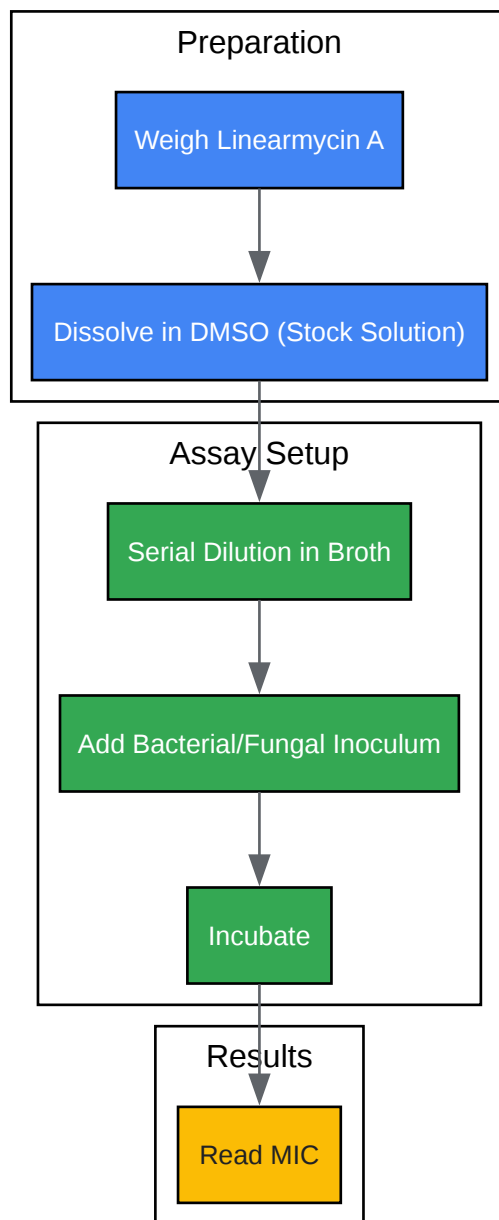 Preparation
Weigh Linearmycin A
Dissolve in DMSO (Stock Solution)
Assay Setup
Serial Dilution in Broth
Add Bacterial/Fungal Inoculum
Incubate
Results
Read MIC